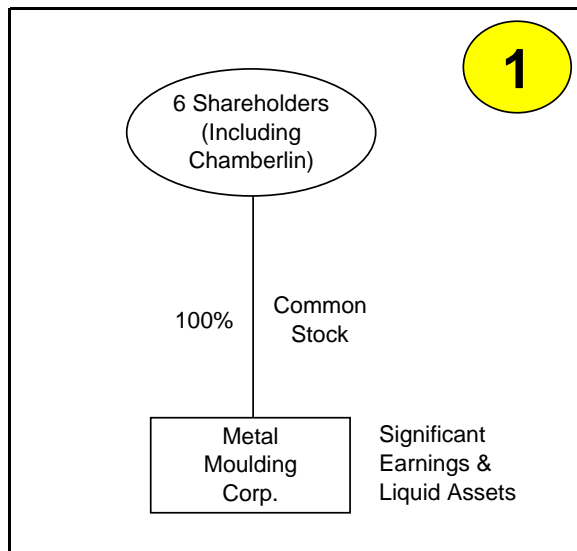 1
6 Shareholders
(Including
Chamberlin)
100%
Common
Stock
Metal
Moulding
Corp.
Significant
Earnings &
Liquid Assets